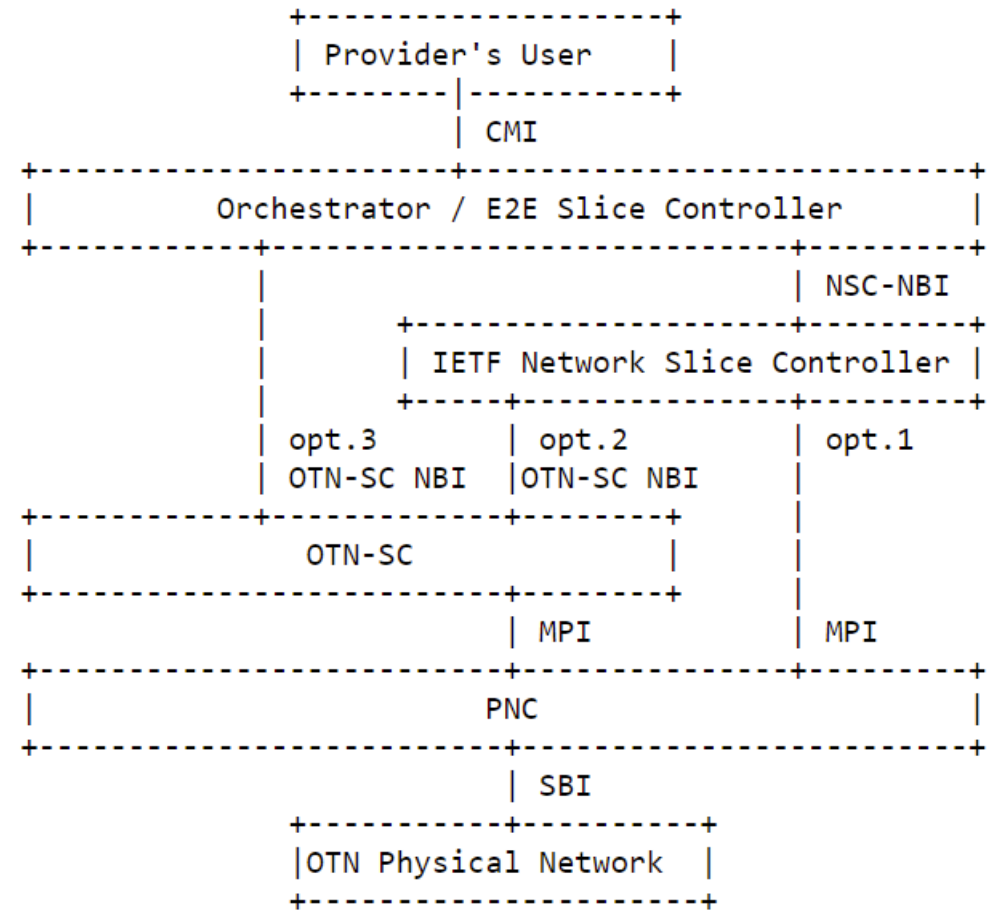 +--------------------+
| Provider's User    |
+--------|-----------+
         | CMI
+-----------------------+----------------------------+
|          Orchestrator / E2E Slice Controller       |
+------------+-----------------------------+---------+
             |                             | NSC-NBI
             |       +---------------------+---------+
             |       | IETF Network Slice Controller |
             |       +-----+---------------+---------+
             | opt.3       | opt.2         | opt.1
             | OTN-SC NBI  |OTN-SC NBI     |
+------------+-------------+--------+      |
|               OTN-SC              |      |
+--------------------------+--------+      |
                           | MPI           | MPI
+--------------------------+---------------+---------+
|                         PNC                        |
+--------------------------+-------------------------+
                           | SBI
               +-----------+----------+
               |OTN Physical Network  |
               +----------------------+